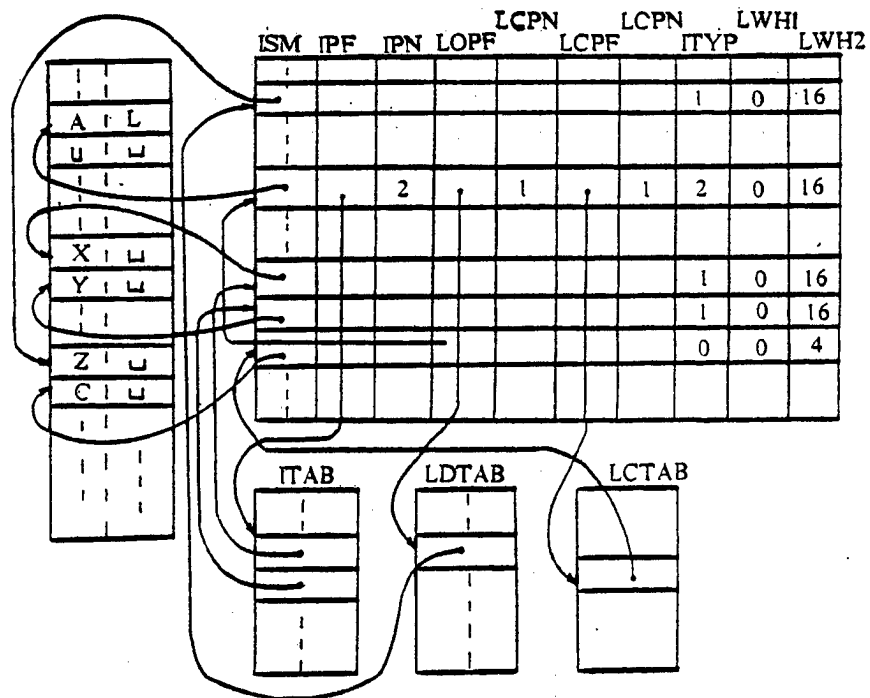 LCPN LCPN LWH1
ISM IPF IPN LOPF LCPF ITYP LWH2
1 0 16
A L
U ⊔
2 1 1 2 0 16
X ⊔
Y ⊔
1 0 16
1 0 16
Z ⊔
0 0 4
C ⊔
ITAB LDTAB LCTAB